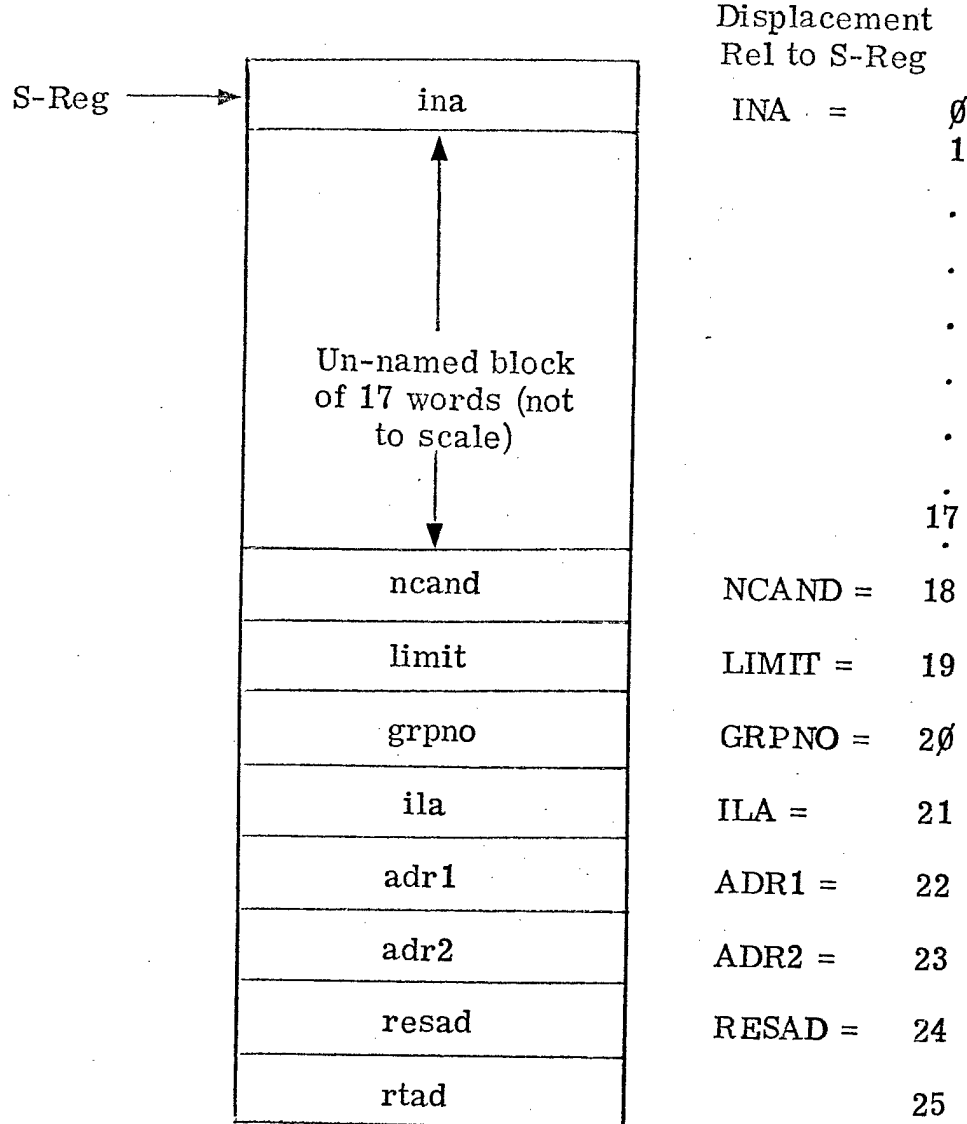 Displacement
Rel to S-Reg
S-Reg
ina
INA = Ø
1
Un-named block
of 17 words (not
to scale)
17
ncand
NCAND = 18
limit
LIMIT = 19
grpno
GRPNO = 2Ø
ila
ILA = 21
adr1
ADR1 = 22
adr2
ADR2 = 23
resad
RESAD = 24
rtad
25